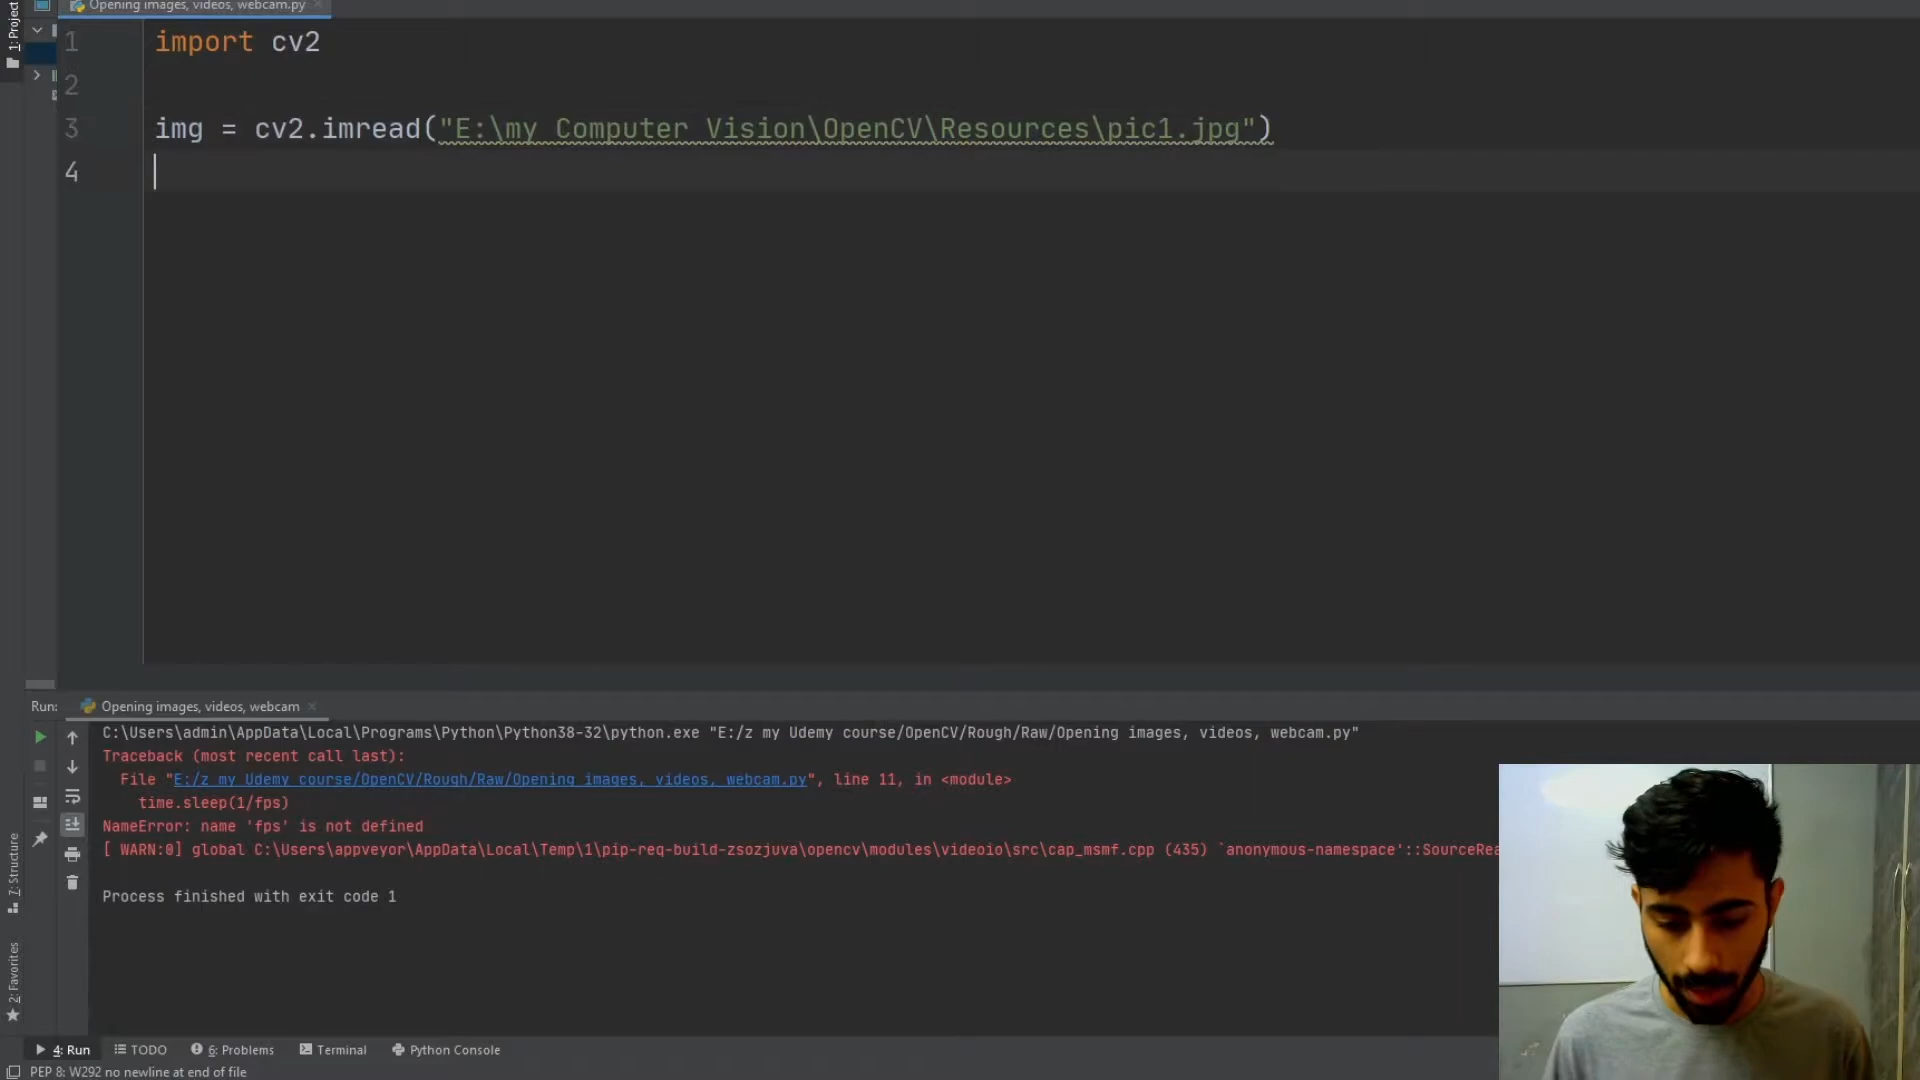 Opening images, videos, webcam.py
1: Project
1 import cv2
2
3 img = cv2.imread("E:\my Computer Vision\OpenCV\Resources\pic1.jpg")
4
Run: Opening images, videos, webcam
C:\Users\admin\AppData\Local\Programs\Python\Python38-32\python.exe "E:/z my Udemy course/OpenCV/Rough/Raw/Opening images, videos, webcam.py"
Traceback (most recent call last):
File "E:/z my Udemy course/OpenCV/Rough/Raw/Opening images, videos, webcam.py", line 11, in <module>
time.sleep(1/fps)
NameError: name 'fps' is not defined
[ WARN:0] global C:\Users\appveyor\AppData\Local\Temp\1\pip-req-build-zsozjuva\opencv\modules\videoio\src\cap_msmf.cpp (435) `anonymous-namespace'::SourceRea
Process finished with exit code 1
7: Structure
2: Favorites
4: Run TODO 6: Problems Terminal Python Console
PEP 8: W292 no newline at end of file